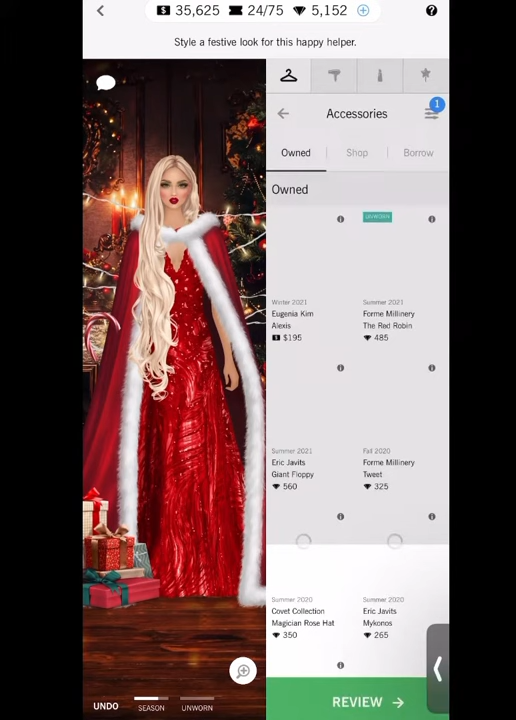 $ 35,625 24/75 5,152
Style a festive look for this happy helper.
1
Accessories
Owned Shop Borrow
Owned
UNWORN
Winter 2021
Eugenia Kim
Alexis
$ $195
Summer 2021
Forme Millinery
The Red Robin
485
Summer 2021
Eric Javits
Giant Floppy
560
Fall 2020
Forme Millinery
Tweet
325
Summer 2020
Covet Collection
Magician Rose Hat
350
Summer 2020
Eric Javits
Mykonos
265
UNDO SEASON UNWORN
REVIEW